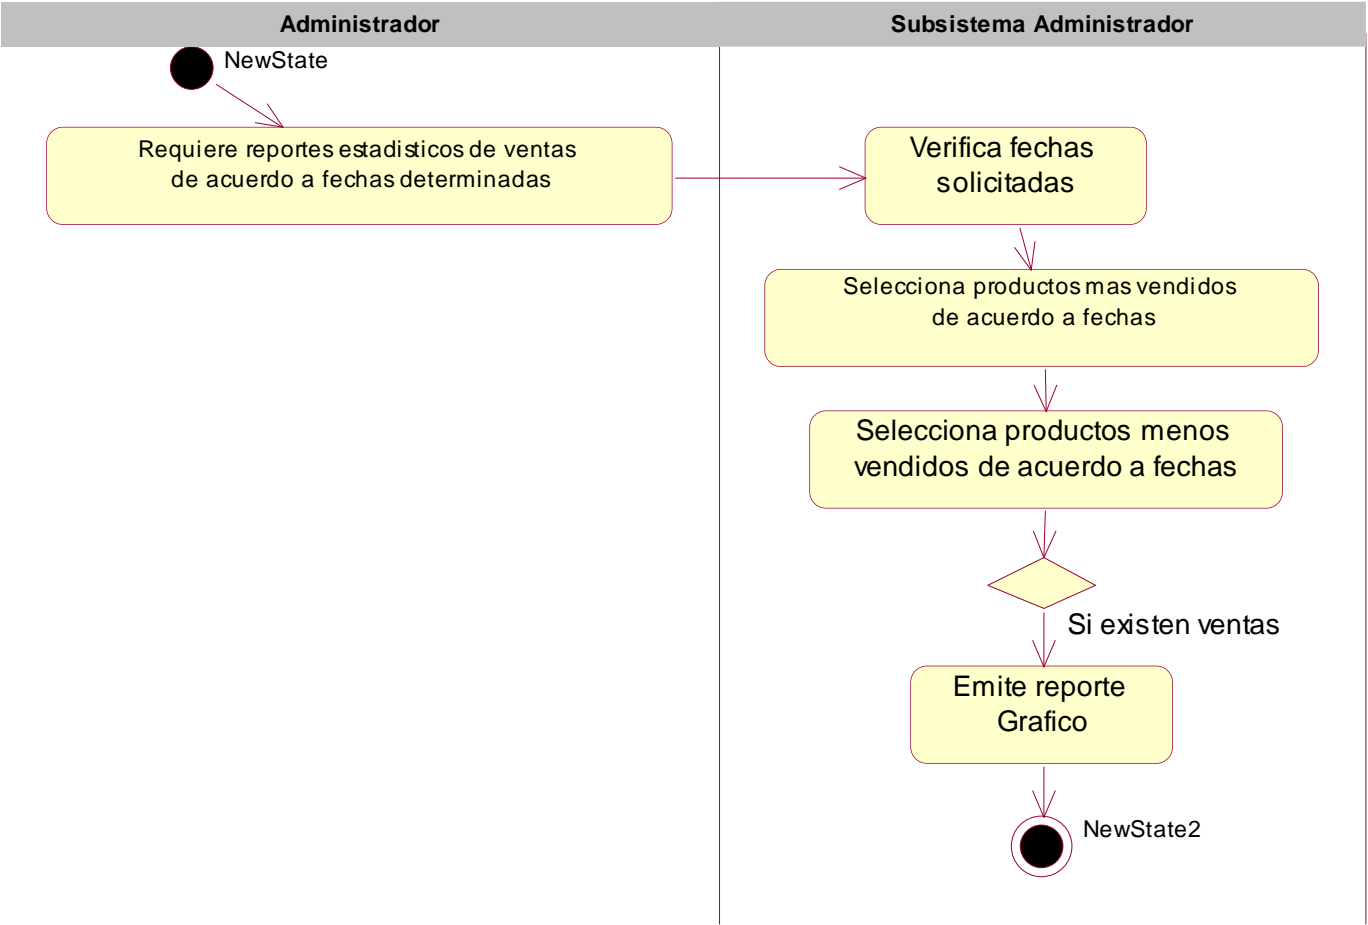 Administrador
Subsistema Administrador
NewState
Requiere reportes estadisticos de ventas
de acuerdo a fechas determinadas
Verifica fechas
solicitadas
Selecciona productos mas vendidos
de acuerdo a fechas
Selecciona productos menos
vendidos de acuerdo a fechas
Si existen ventas
Emite reporte
Grafico
NewState2